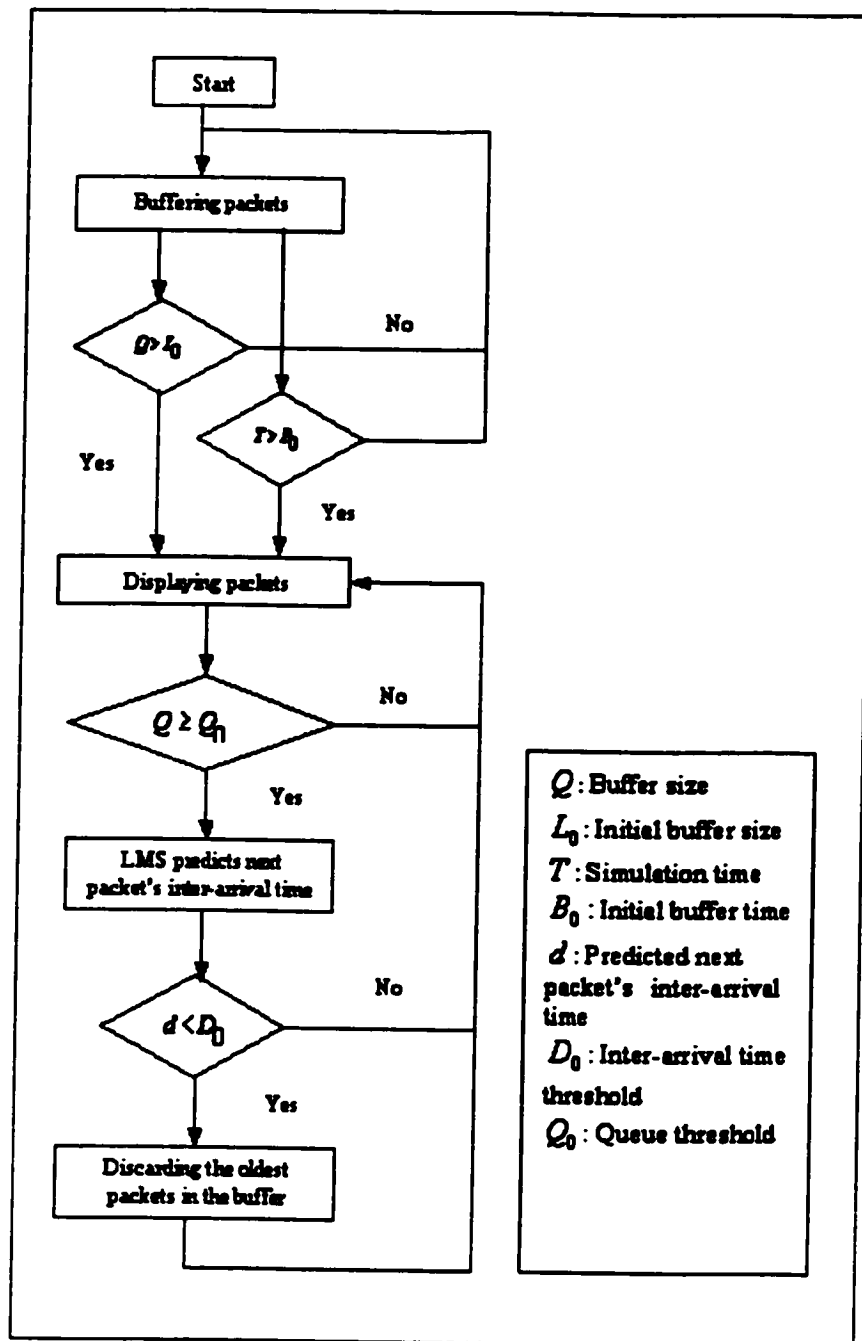 Start
Buffering packets
Q > L₀
No
T > B₀
Yes
Yes
Displaying packets
No
Q ≥ Q₀
Yes
LMS predicts next
packet's inter-arrival time
No
d < D₀
Yes
Discarding the oldest
packets in the buffer
Q : Buffer size
L₀ : Initial buffer size
T : Simulation time
B₀ : Initial buffer time
d : Predicted next
packet's inter-arrival
time
D₀ : Inter-arrival time
threshold
Q₀ : Queue threshold